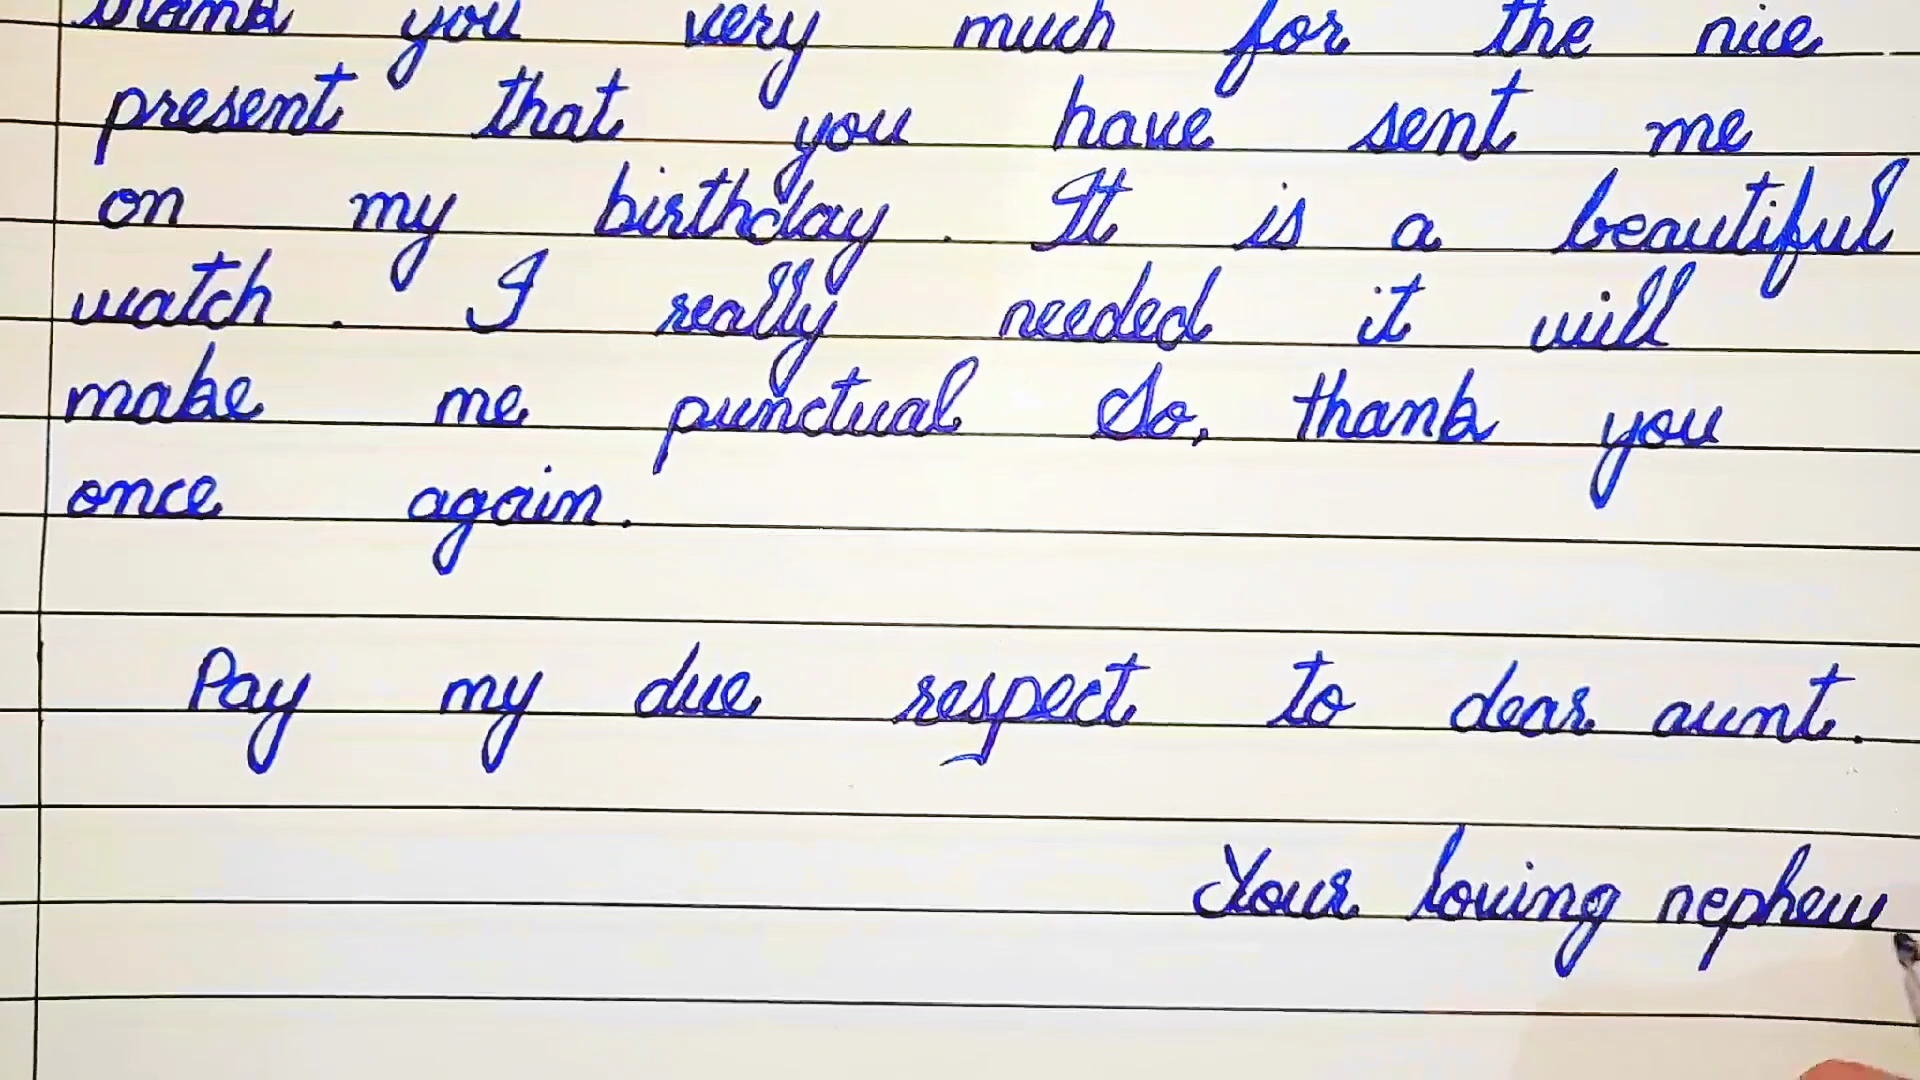 thank you very much for the nice
present that you have sent me
on my birthday. It is a beautiful
watch. I really needed it will
make me punctual So, thank you
once again.
Pay my due respect to dear aunt.
Your loving nephew